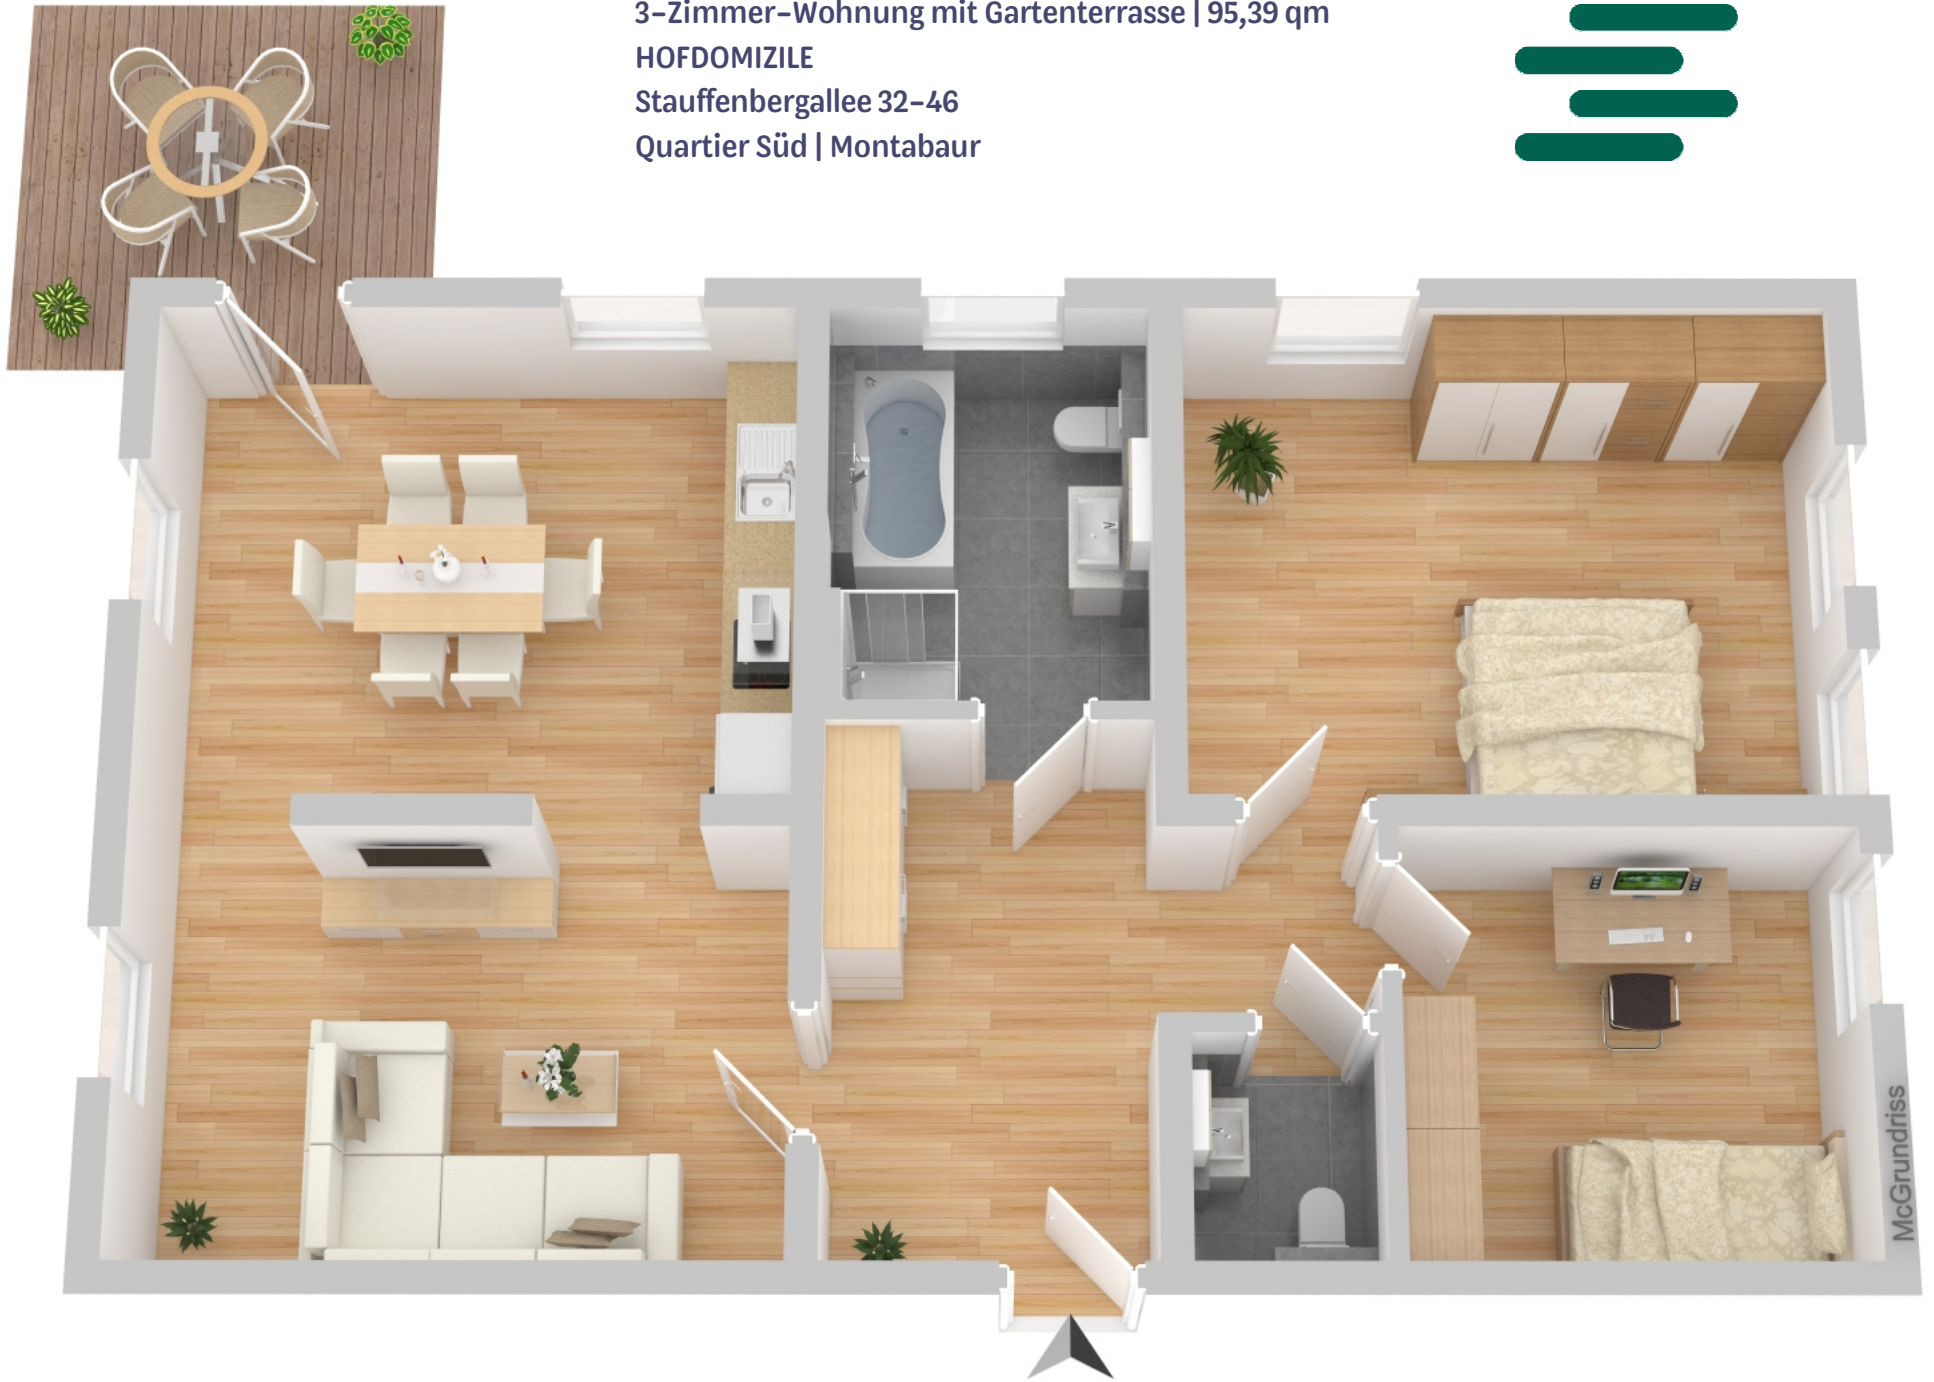 3-Zimmer-Wohnung mit Gartenterrasse | 95,39 qm
HOFDOMIZILE
Stauffenbergallee 32-46
Quartier Süd | Montabaur
McGrundriss